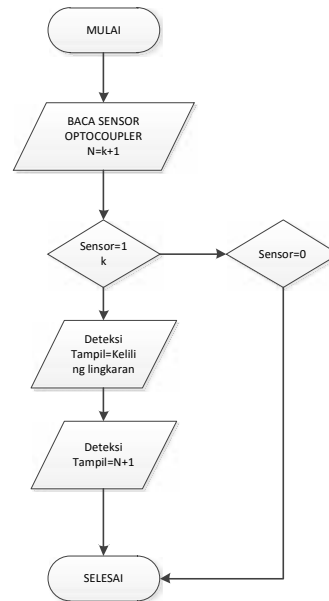 MULAI
BACA SENSOR
OPTOCOUPLER
N=k+1
Sensor=1
k
Sensor=0
Deteksi
Tampil=Kelili
ng lingkaran
Deteksi
Tampil=N+1
SELESAI